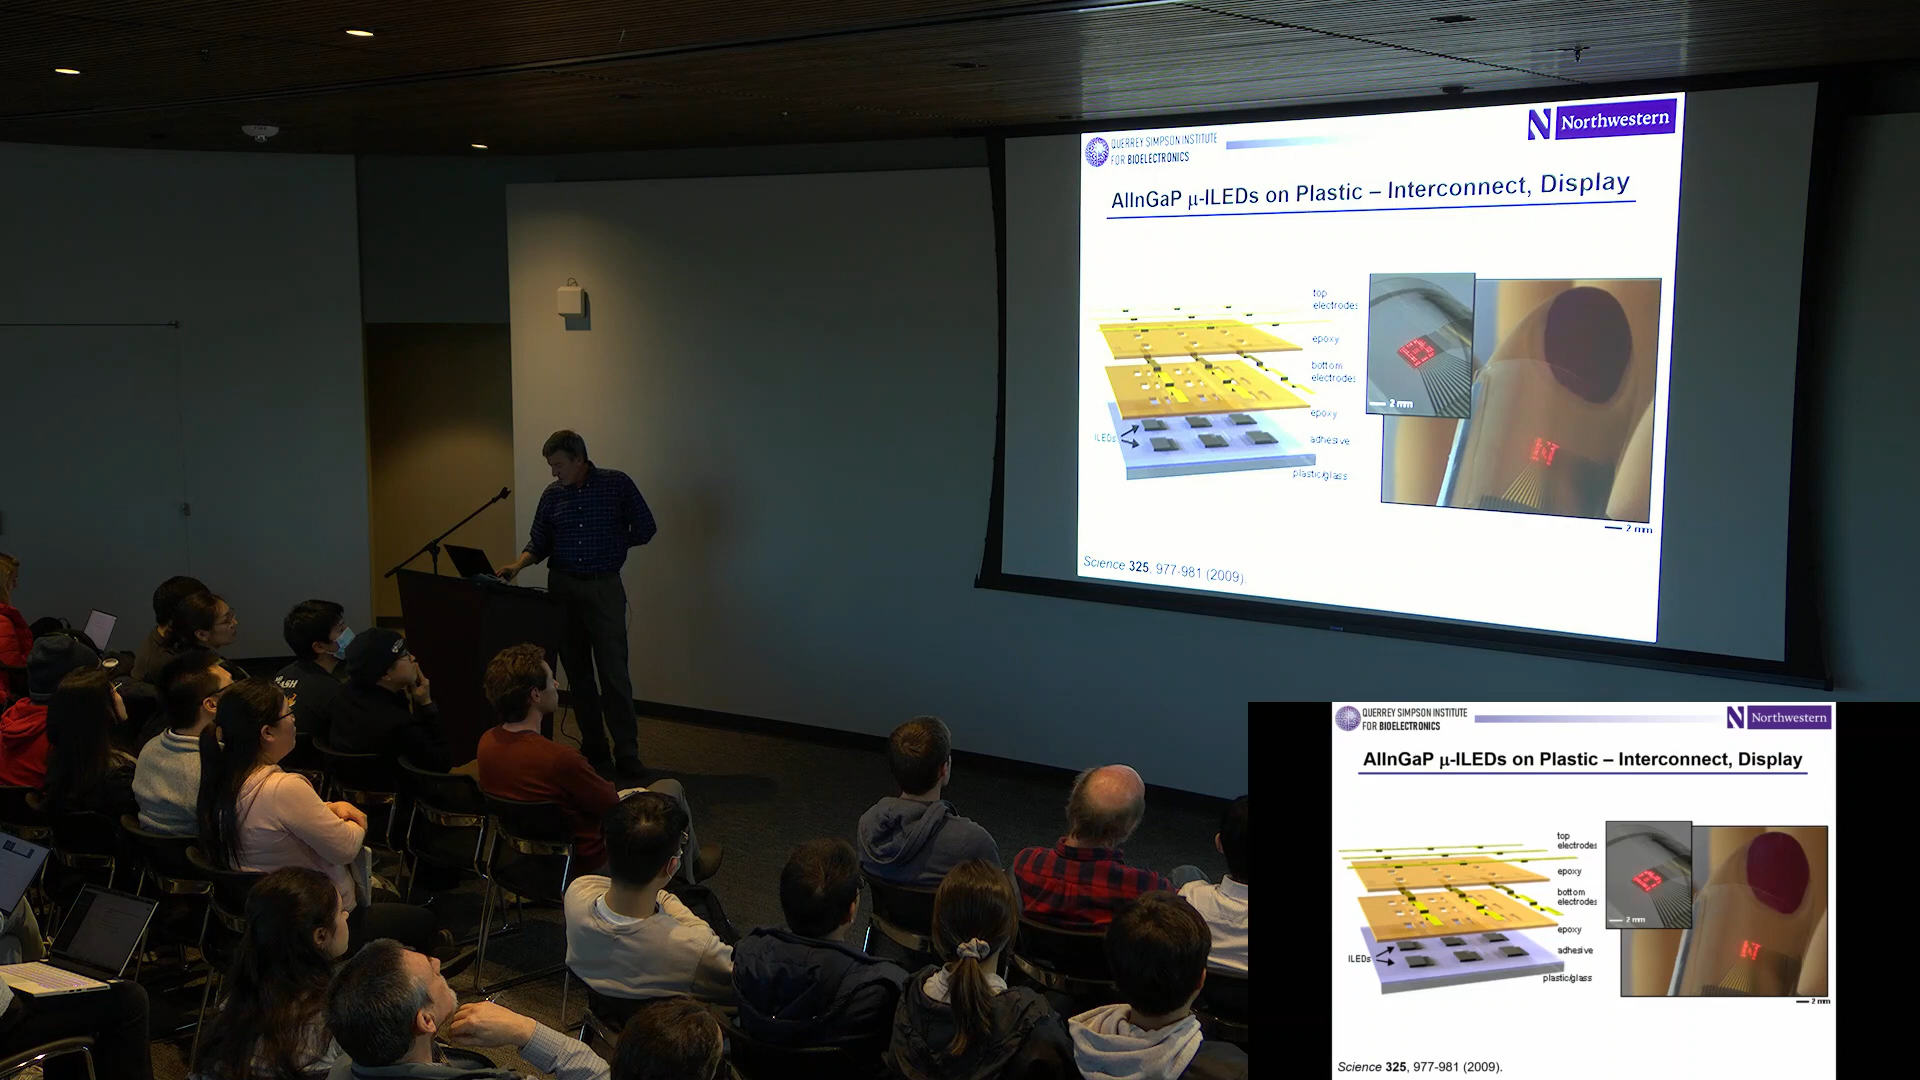 QUERREY SIMPSON INSTITUTE
FOR BIOELECTRONICS
N Northwestern
AlInGaP μ-ILEDs on Plastic – Interconnect, Display
top
electrodes
epoxy
bottom
electrodes
epoxy
ILEDs
adhesive
plastic/glass
2 mm
2 mm
Science 325, 977-981 (2009).
QUERREY SIMPSON INSTITUTE
FOR BIOELECTRONICS
N Northwestern
AlInGaP μ-ILEDs on Plastic – Interconnect, Display
top
electrodes
epoxy
bottom
electrodes
epoxy
ILEDs
adhesive
plastic/glass
2 mm
2 mm
Science 325, 977-981 (2009).